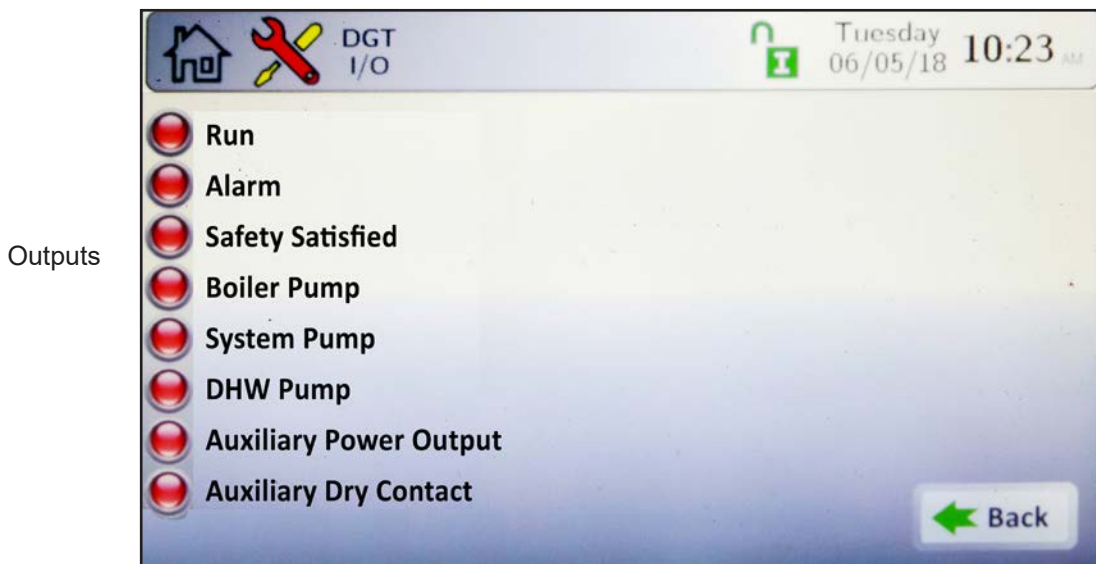 DGT
I/O
I
Tuesday
06/05/18
10:23 AM
Run
Alarm
Safety Satisfied
Outputs
Boiler Pump
System Pump
DHW Pump
Auxiliary Power Output
Auxiliary Dry Contact
Back